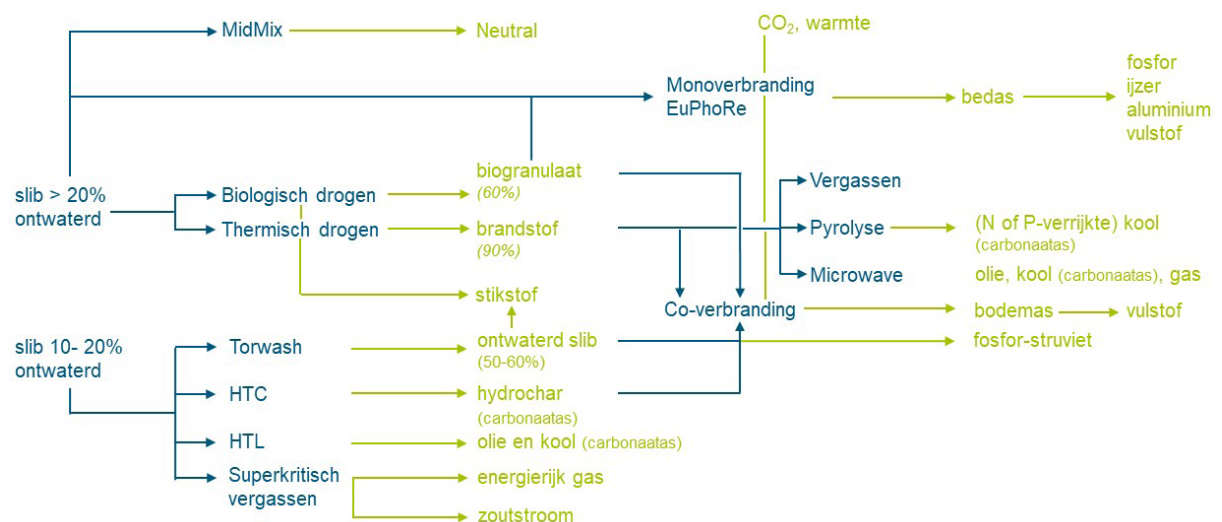 CO₂, warmte
MidMix
Neutral
Monoverbranding
EuPhoRe
bedas
fosfor
ijzer
aluminium
vulstof
slib > 20%
ontwaterd
Biologisch drogen
biogranulaat
(60%)
Vergassen
Thermisch drogen
brandstof
(90%)
Pyrolyse
(N of P-verrijkte) kool
(carbonaatas)
Microwave
olie, kool (carbonaatas), gas
stikstof
Co-verbranding
bodemas
vulstof
slib 10- 20%
ontwaterd
Torwash
ontwaterd slib
(50-60%)
fosfor-struviet
HTC
hydrochar
(carbonaatas)
HTL
olie en kool (carbonaatas)
Superkritisch
vergassen
energierijk gas
zoutstroom